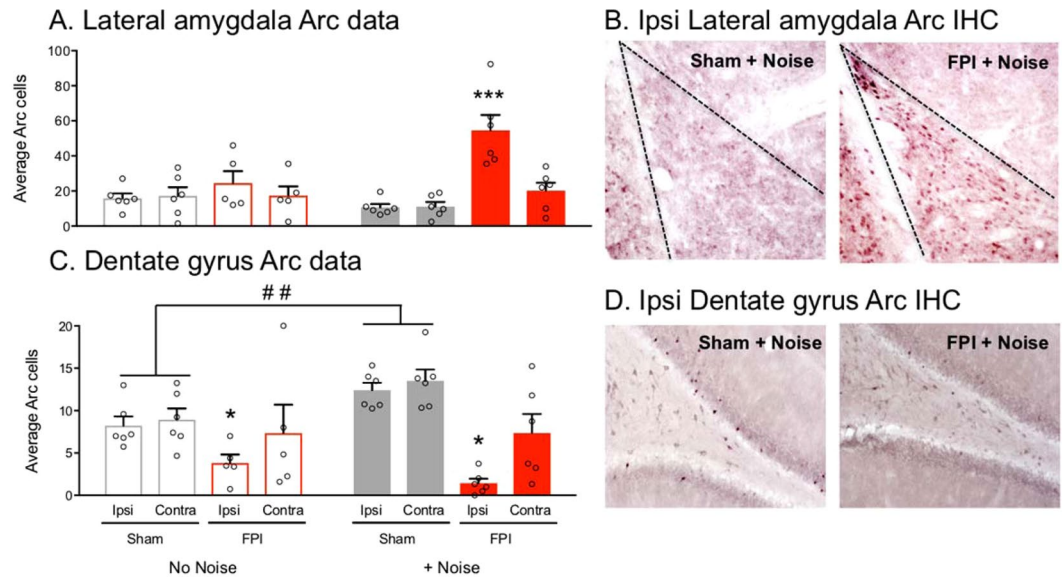 A. Lateral amygdala Arc data
Average Arc cells
100
80
60
40
20
0
***
B. Ipsi Lateral amygdala Arc IHC
Sham + Noise
FPI + Noise
C. Dentate gyrus Arc data
# #
Average Arc cells
20
15
10
5
0
*
*
Ipsi Contra Ipsi Contra Ipsi Contra Ipsi Contra
Sham FPI Sham FPI
No Noise + Noise
D. Ipsi Dentate gyrus Arc IHC
Sham + Noise
FPI + Noise